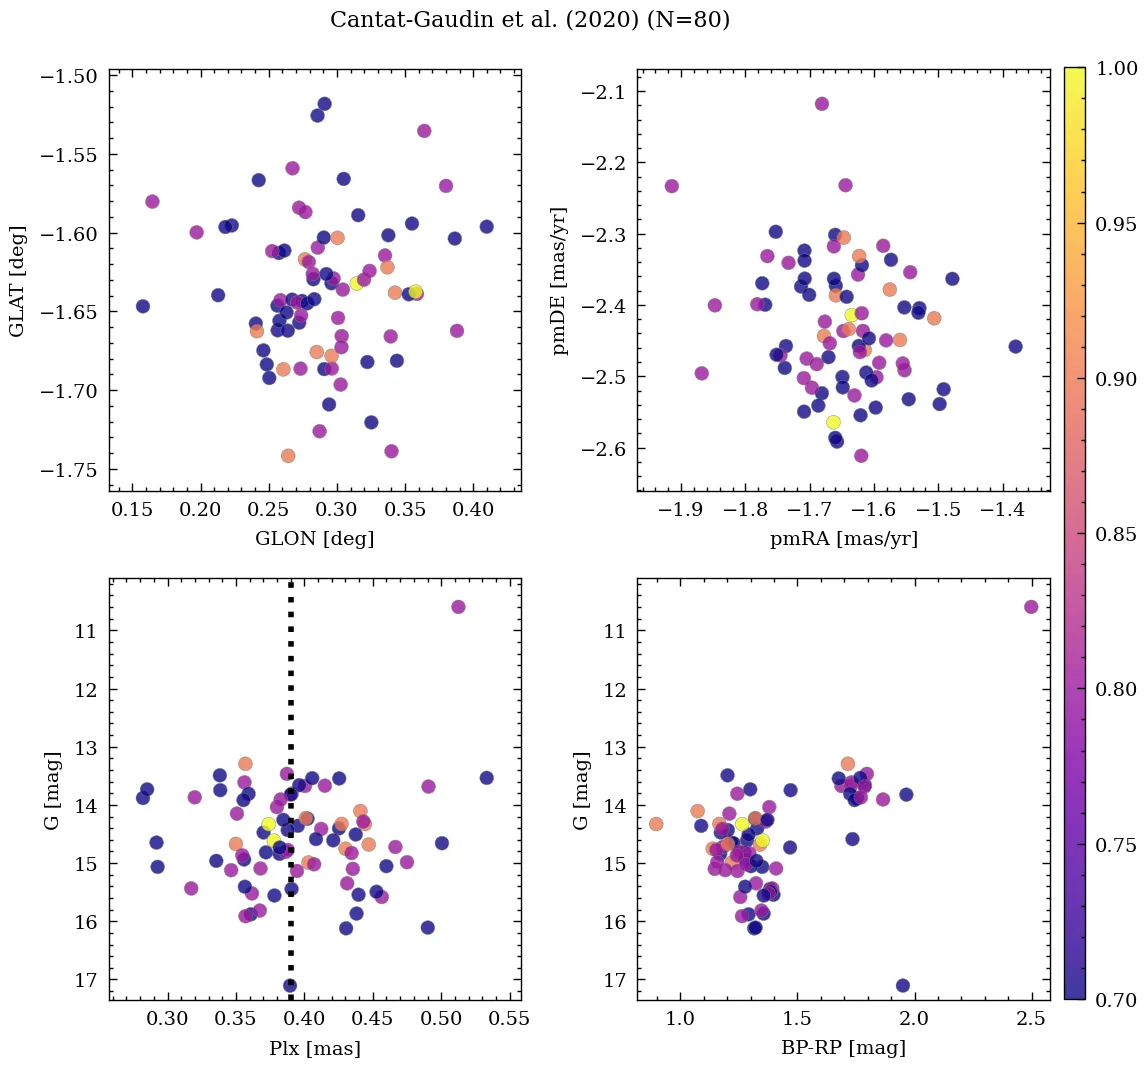 Cantat-Gaudin et al. (2020) (N=80)
−1.50
−1.55
−1.60
−1.65
−1.70
−1.75
GLAT [deg]
0.15 0.20 0.25 0.30 0.35 0.40
GLON [deg]
−2.1
−2.2
−2.3
−2.4
−2.5
−2.6
pmDE [mas/yr]
−1.9 −1.8 −1.7 −1.6 −1.5 −1.4
pmRA [mas/yr]
11
12
13
14
15
16
17
G [mag]
0.30 0.35 0.40 0.45 0.50 0.55
Plx [mas]
11
12
13
14
15
16
17
G [mag]
1.0 1.5 2.0 2.5
BP-RP [mag]
1.00
0.95
0.90
0.85
0.80
0.75
0.70